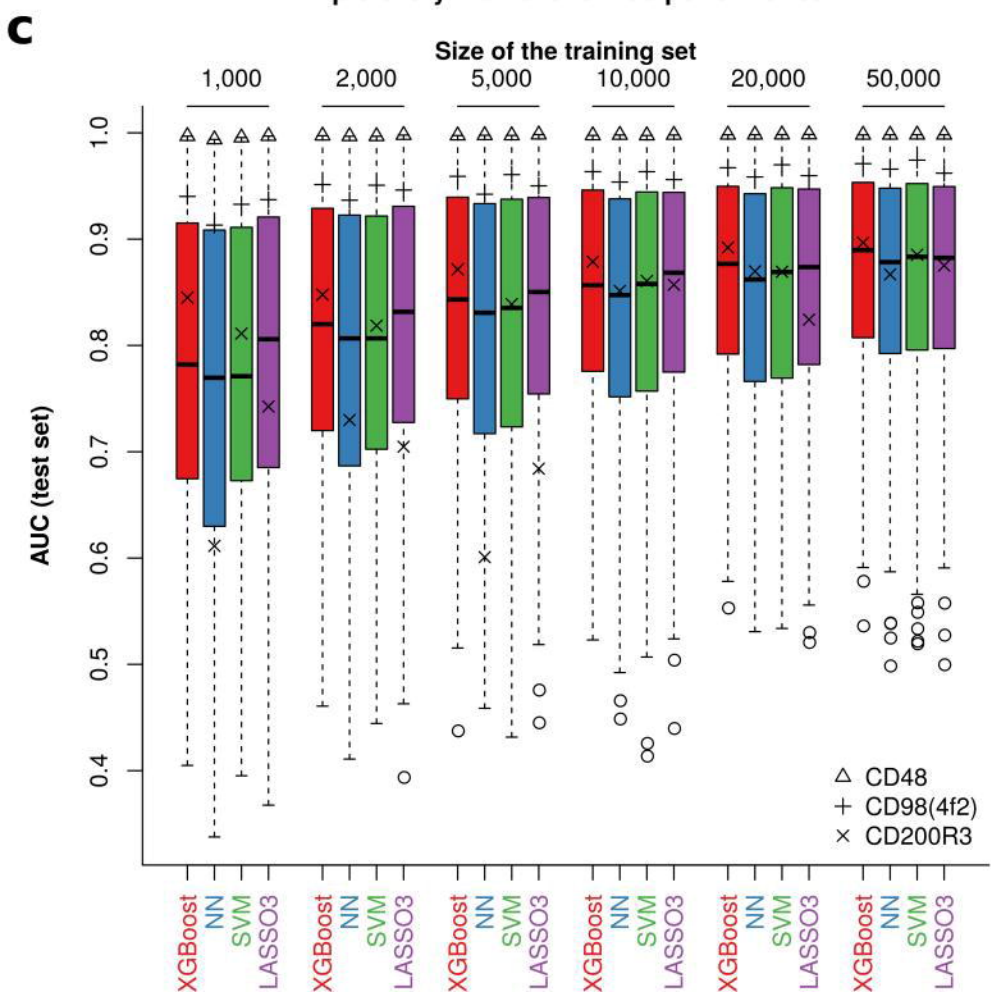 c
Size of the training set
1,000 2,000 5,000 10,000 20,000 50,000
AUC (test set)
1.0
0.9
0.8
0.7
0.6
0.5
0.4
CD48
CD98(4f2)
CD200R3
XGBoost NN SVM LASSO3 XGBoost NN SVM LASSO3 XGBoost NN SVM LASSO3 XGBoost NN SVM LASSO3 XGBoost NN SVM LASSO3 XGBoost NN SVM LASSO3